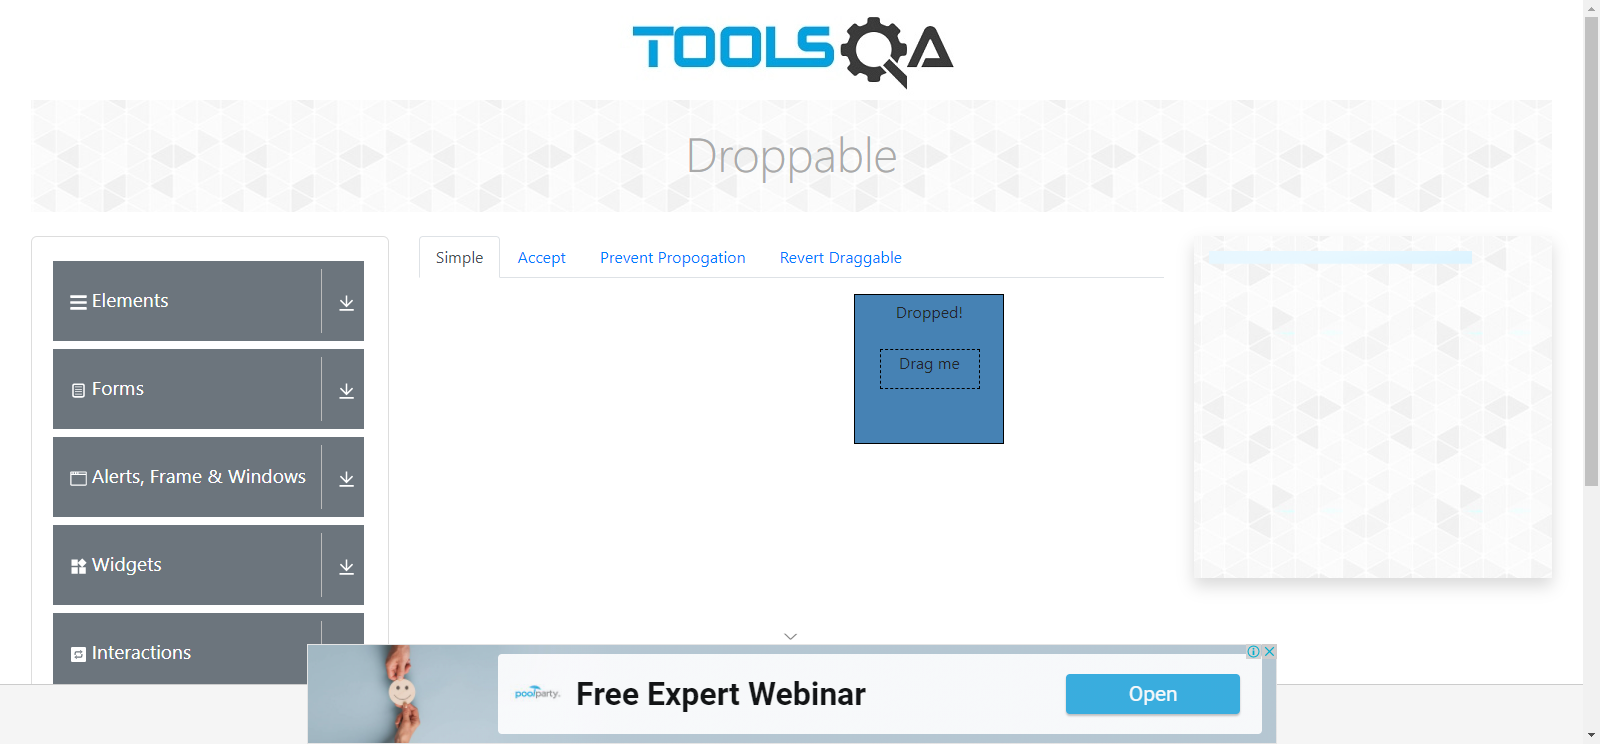 TOOLSQA
Droppable
Simple
Accept
Prevent Propogation
Revert Draggable
Dropped!
Drag me
Elements
Forms
Alerts, Frame & Windows
Widgets
Interactions
poolparty.
Free Expert Webinar
Open